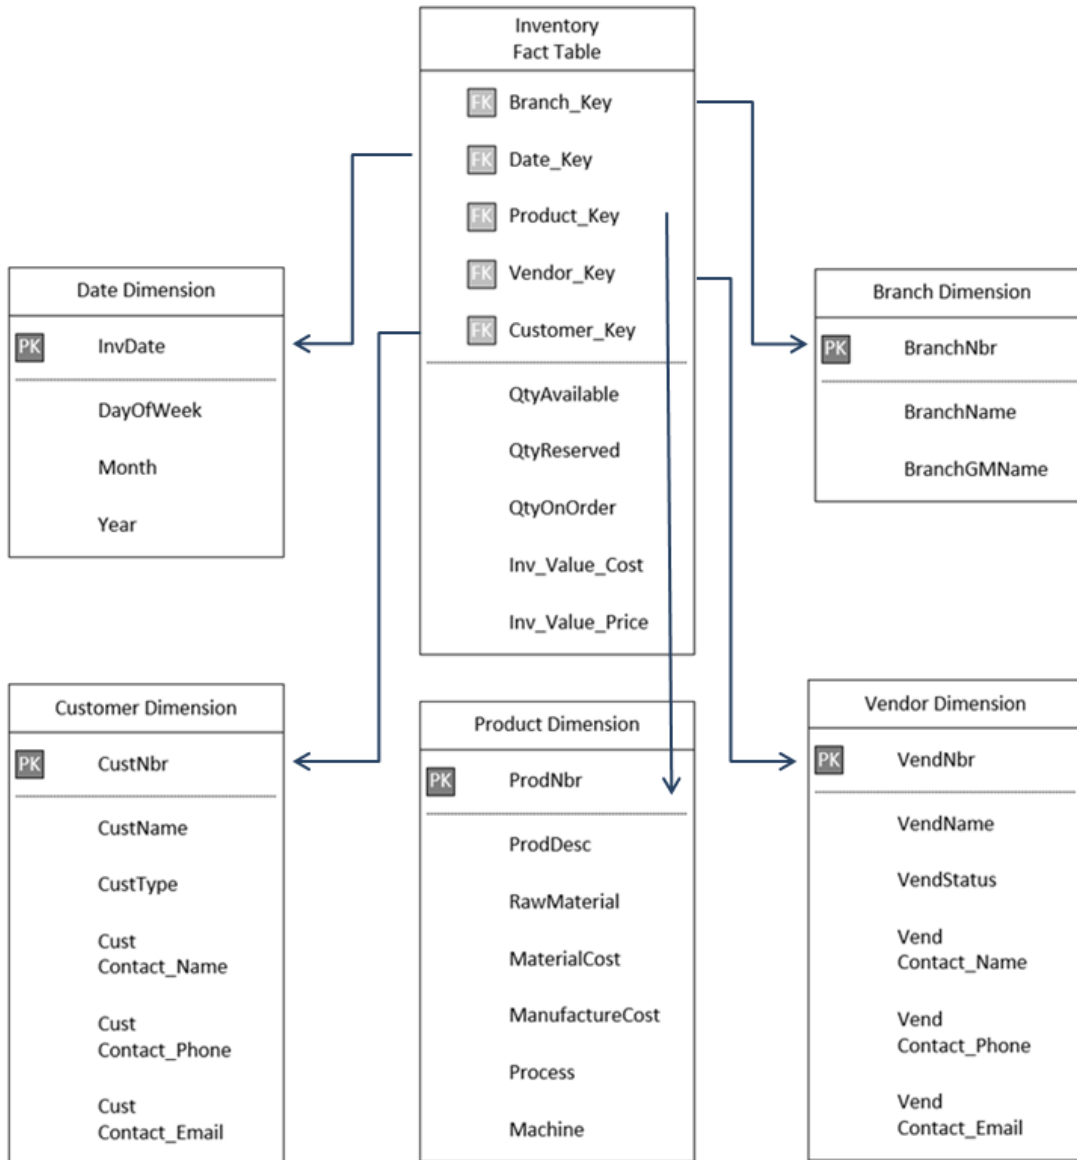 Inventory
Fact Table
FK Branch_Key
FK Date_Key
FK Product_Key
FK Vendor_Key
FK Customer_Key
QtyAvailable
QtyReserved
QtyOnOrder
Inv_Value_Cost
Inv_Value_Price
Date Dimension
PK InvDate
DayOfWeek
Month
Year
Branch Dimension
PK BranchNbr
BranchName
BranchGMName
Customer Dimension
PK CustNbr
CustName
CustType
Cust
Contact_Name
Cust
Contact_Phone
Cust
Contact_Email
Product Dimension
PK ProdNbr
ProdDesc
RawMaterial
MaterialCost
ManufactureCost
Process
Machine
Vendor Dimension
PK VendNbr
VendName
VendStatus
Vend
Contact_Name
Vend
Contact_Phone
Vend
Contact_Email